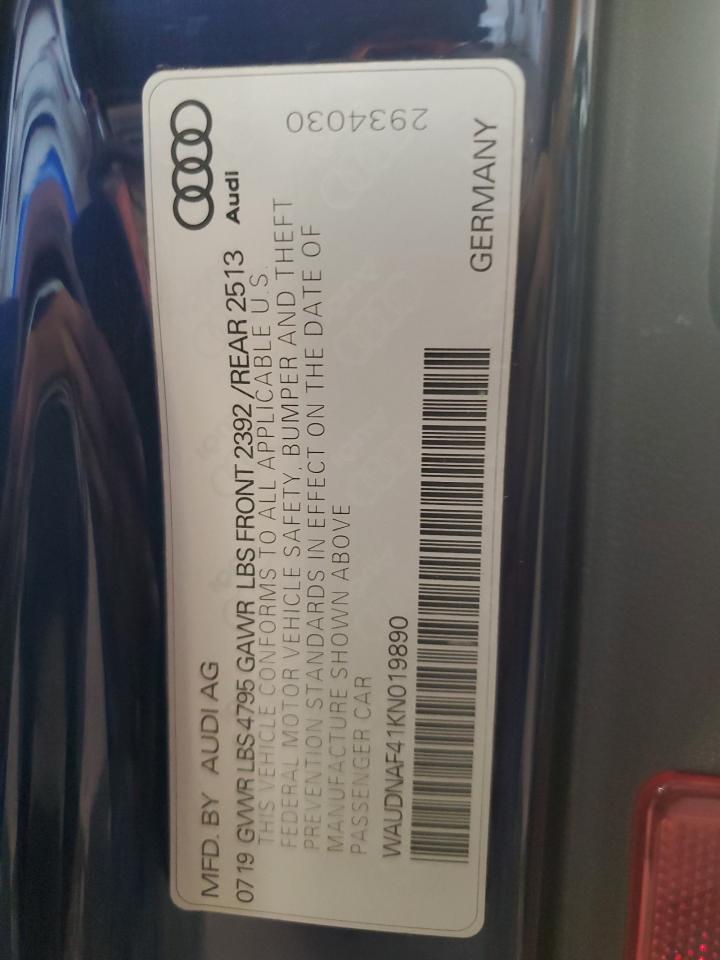 MFD. BY AUDI AG
Audi
0719 GVWR LBS 4795 GAWR LBS FRONT 2392 /REAR 2513
THIS VEHICLE CONFORMS TO ALL APPLICABLE U.S.
FEDERAL MOTOR VEHICLE SAFETY, BUMPER AND THEFT
PREVENTION STANDARDS IN EFFECT ON THE DATE OF
MANUFACTURE SHOWN ABOVE
PASSENGER CAR
2934030
WAUDNAF41KN019890
GERMANY